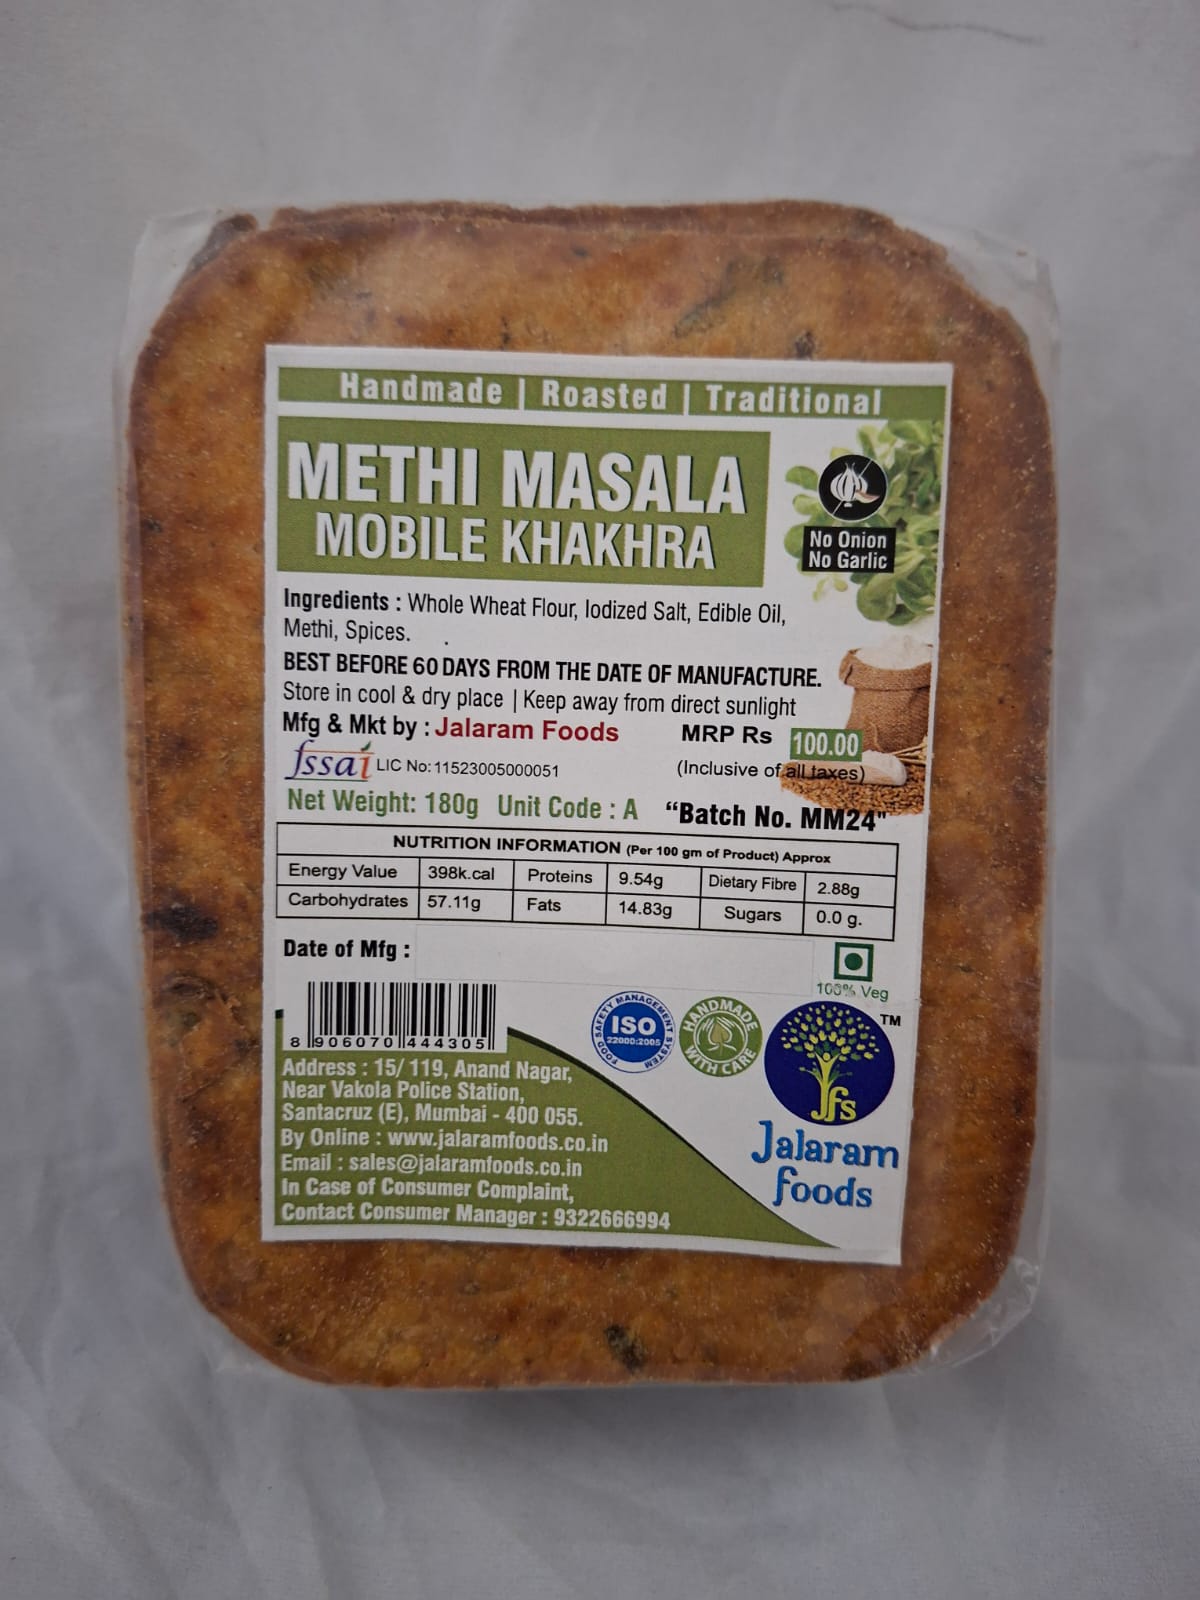 Handmade | Roasted | Traditional
METHI MASALA
MOBILE KHAKHRA
No Onion
No Garlic
Ingredients : Whole Wheat Flour, Iodized Salt, Edible Oil,
Methi, Spices.
BEST BEFORE 60 DAYS FROM THE DATE OF MANUFACTURE.
Store in cool & dry place | Keep away from direct sunlight
Mfg & Mkt by : Jalaram Foods
MRP Rs 100.00
(Inclusive of all taxes)
fssai LIC No: 11523005000051
Net Weight: 180g Unit Code : A "Batch No. MM24"
NUTRITION INFORMATION (Per 100 gm of Product) Approx
Energy Value 398k.cal Proteins 9.54g Dietary Fibre 2.88g
Carbohydrates 57.11g Fats 14.83g Sugars 0.0 g.
Date of Mfg :
100% Veg
8 906070 444305
FOOD SAFETY MANAGEMENT SYSTEM
ISO
22000:2005
HANDMADE
WITH CARE
TM
jfs
Jalaram
foods
Address : 15/ 119, Anand Nagar,
Near Vakola Police Station,
Santacruz (E), Mumbai - 400 055.
By Online : www.jalaramfoods.co.in
Email : sales@jalaramfoods.co.in
In Case of Consumer Complaint,
Contact Consumer Manager : 9322666994